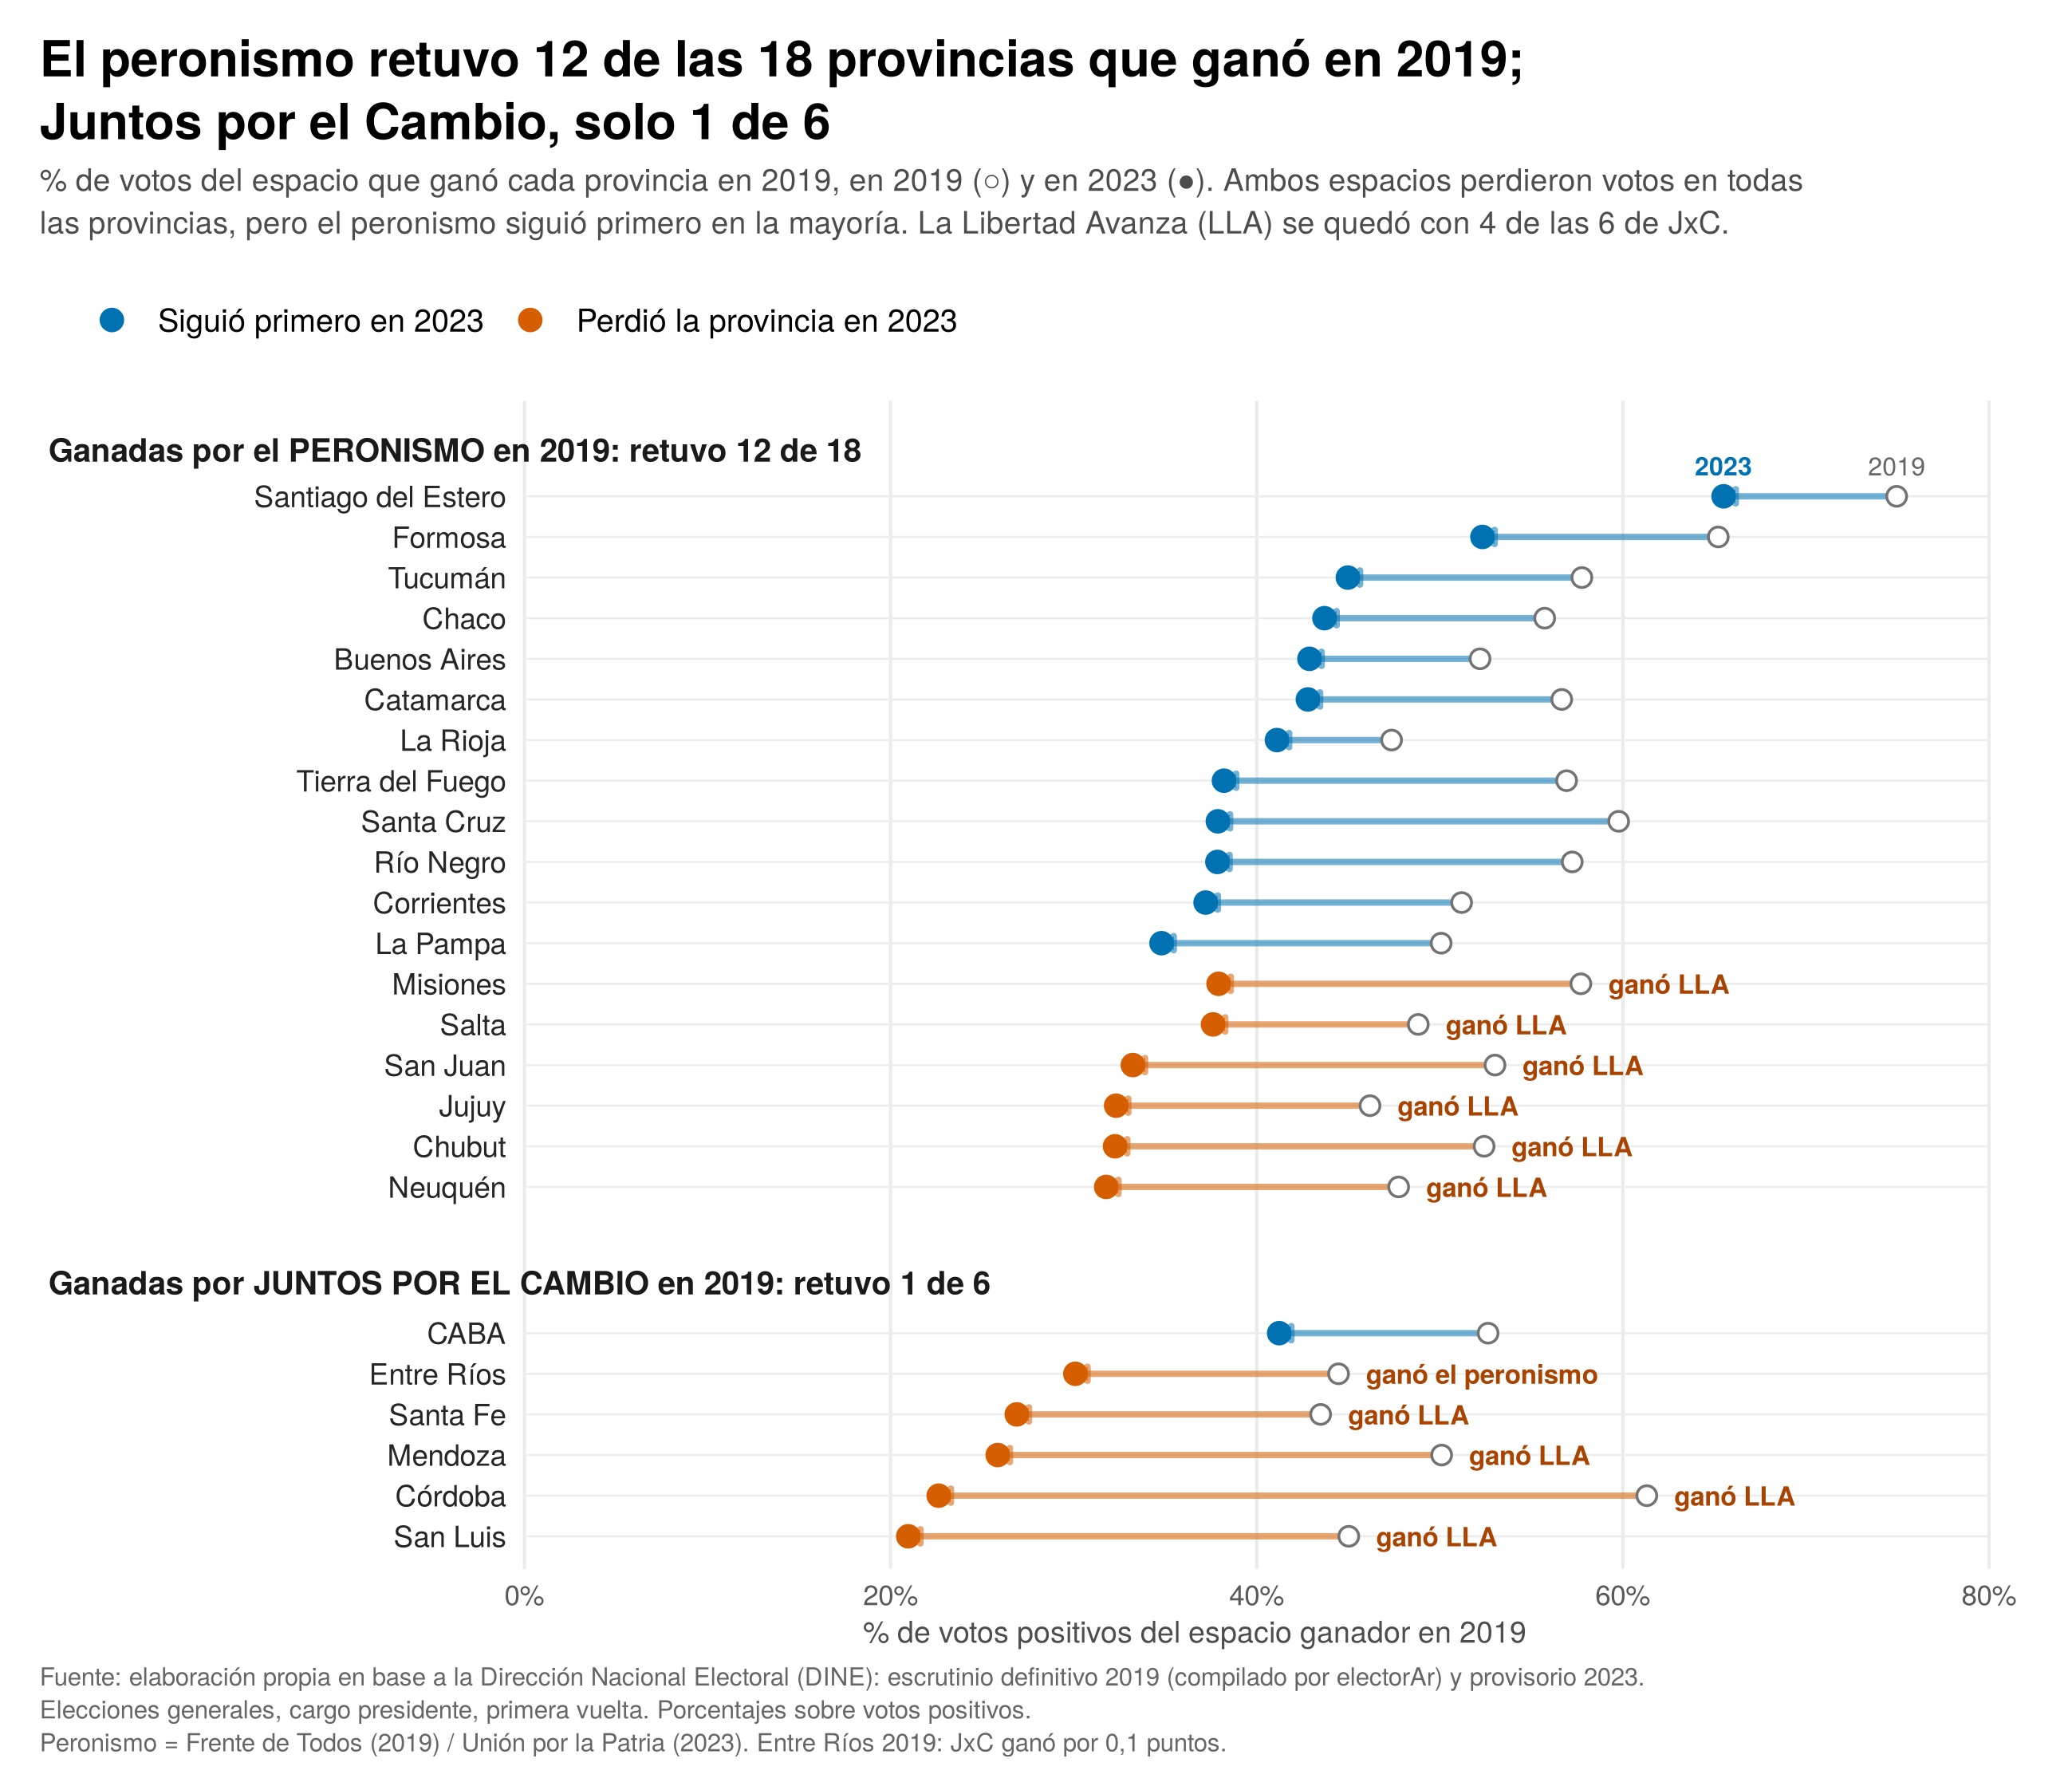 El peronismo retuvo 12 de las 18 provincias que ganó en 2019;
Juntos por el Cambio, solo 1 de 6
% de votos del espacio que ganó cada provincia en 2019, en 2019 (○) y en 2023 (●). Ambos espacios perdieron votos en todas
las provincias, pero el peronismo siguió primero en la mayoría. La Libertad Avanza (LLA) se quedó con 4 de las 6 de JxC.
Siguió primero en 2023 Perdió la provincia en 2023
Ganadas por el PERONISMO en 2019: retuvo 12 de 18
2023 2019
Santiago del Estero
Formosa
Tucumán
Chaco
Buenos Aires
Catamarca
La Rioja
Tierra del Fuego
Santa Cruz
Río Negro
Corrientes
La Pampa
Misiones ganó LLA
Salta ganó LLA
San Juan ganó LLA
Jujuy ganó LLA
Chubut ganó LLA
Neuquén ganó LLA
Ganadas por JUNTOS POR EL CAMBIO en 2019: retuvo 1 de 6
CABA
Entre Ríos ganó el peronismo
Santa Fe ganó LLA
Mendoza ganó LLA
Córdoba ganó LLA
San Luis ganó LLA
0% 20% 40% 60% 80%
% de votos positivos del espacio ganador en 2019
Fuente: elaboración propia en base a la Dirección Nacional Electoral (DINE): escrutinio definitivo 2019 (compilado por electorAr) y provisorio 2023.
Elecciones generales, cargo presidente, primera vuelta. Porcentajes sobre votos positivos.
Peronismo = Frente de Todos (2019) / Unión por la Patria (2023). Entre Ríos 2019: JxC ganó por 0,1 puntos.